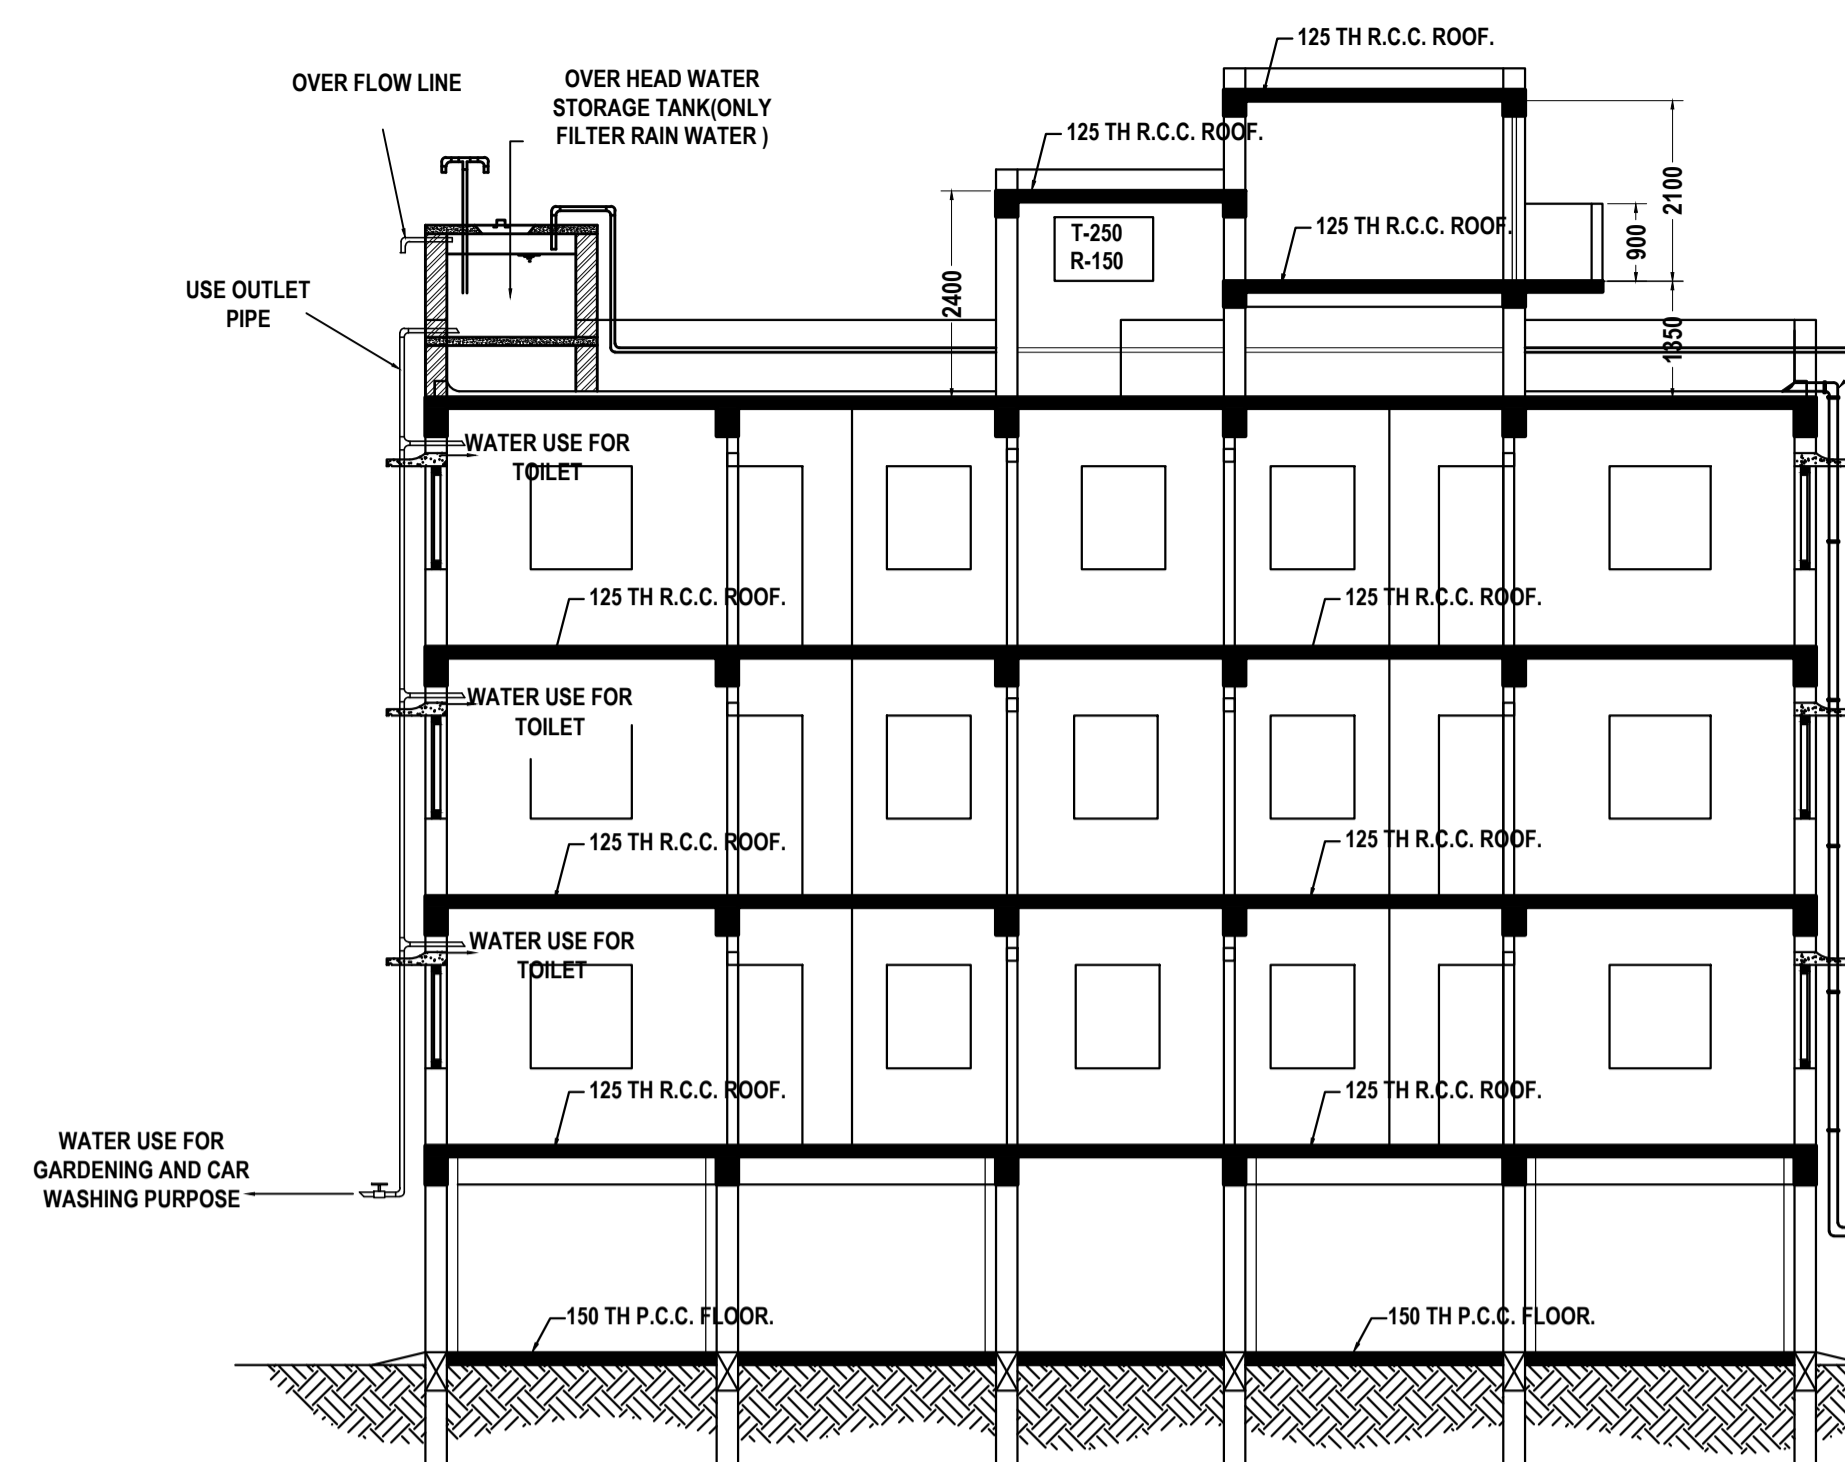 125 TH R.C.C. ROOF.
OVER FLOW LINE
OVER HEAD WATER
STORAGE TANK(ONLY
FILTER RAIN WATER )
125 TH R.C.C. ROOF.
2100
125 TH R.C.C. ROOF.
T-250
R-150
900
2400
USE OUTLET
PIPE
1350
WATER USE FOR
TOILET
125 TH R.C.C. ROOF.
125 TH R.C.C. ROOF.
WATER USE FOR
TOILET
125 TH R.C.C. ROOF.
125 TH R.C.C. ROOF.
WATER USE FOR
TOILET
125 TH R.C.C. ROOF.
125 TH R.C.C. ROOF.
WATER USE FOR
GARDENING AND CAR
WASHING PURPOSE
150 TH P.C.C. FLOOR.
150 TH P.C.C. FLOOR.